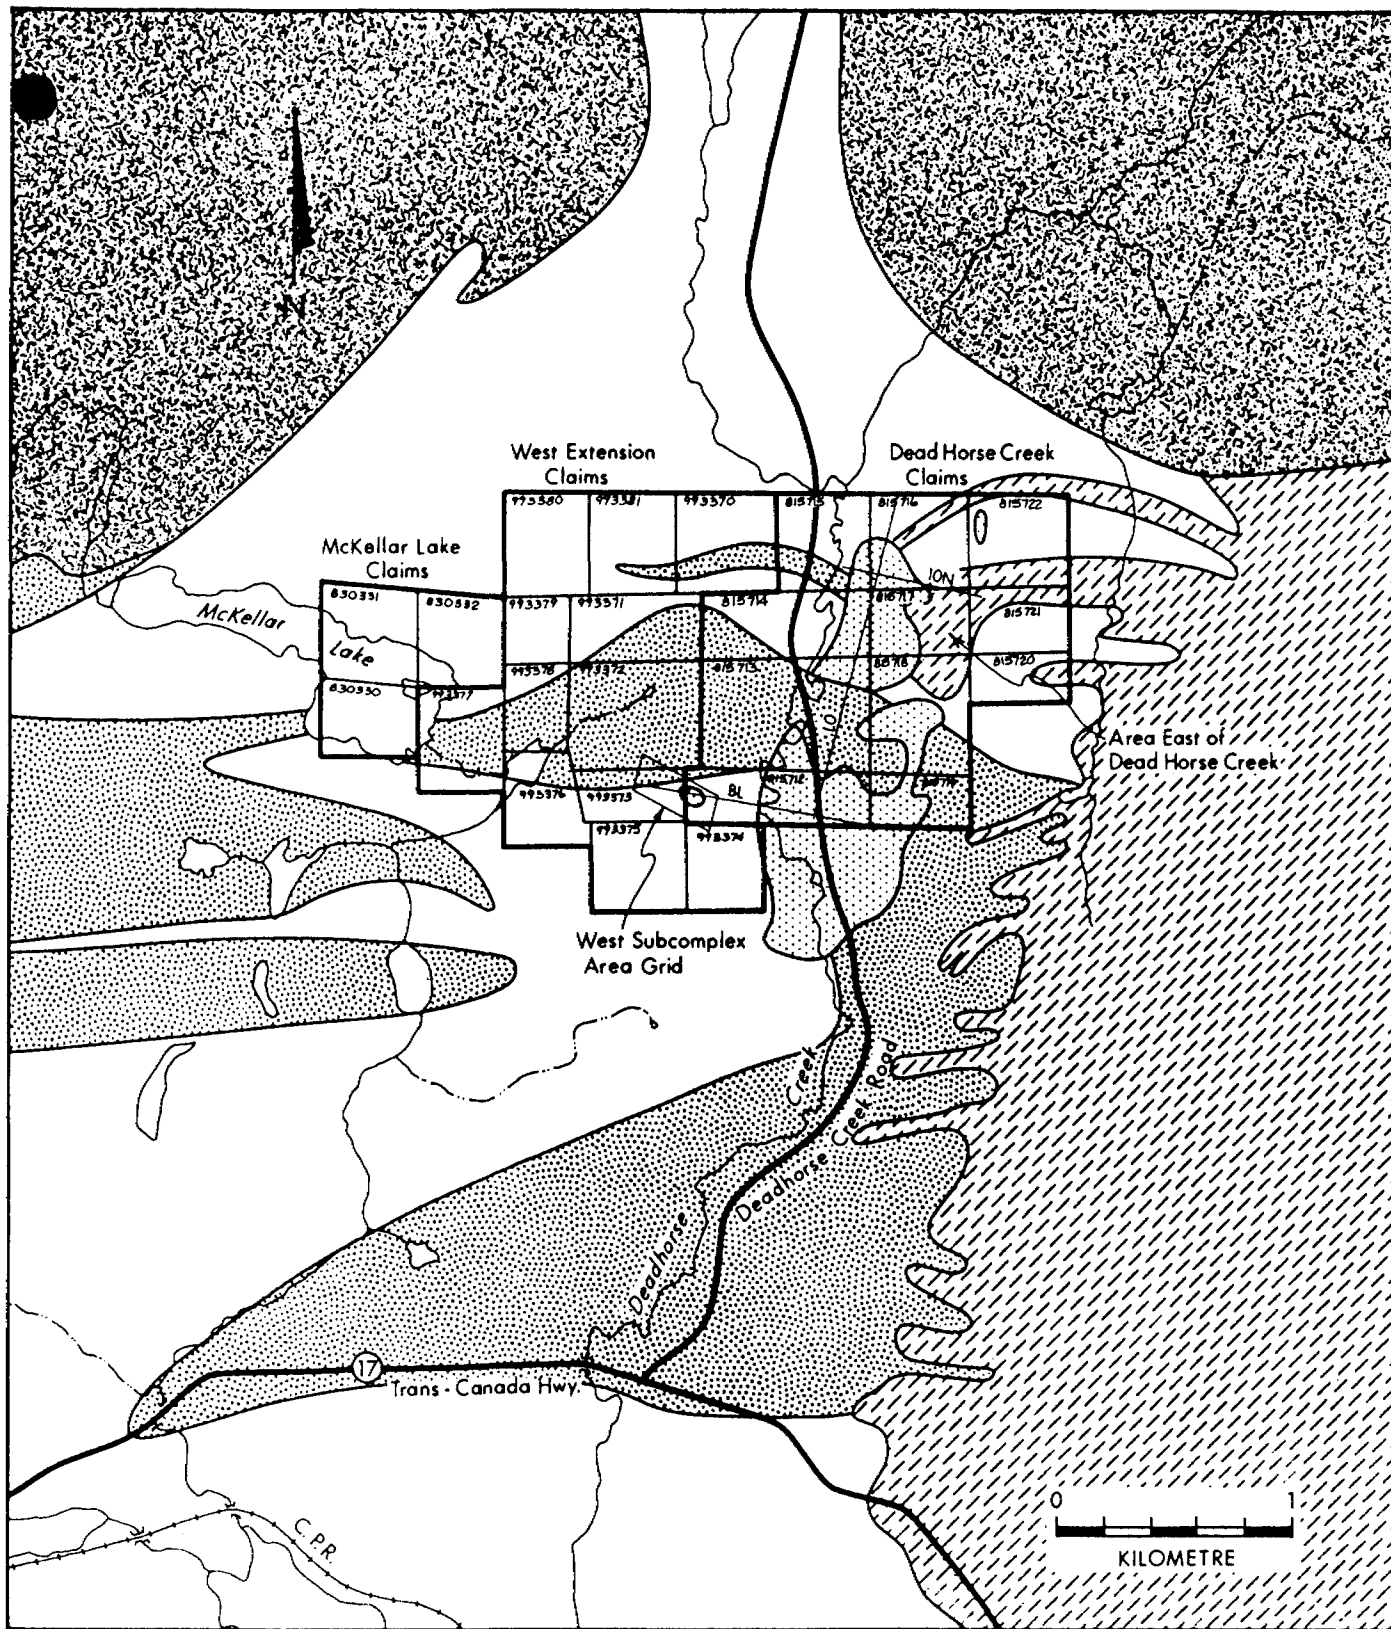 N
West Extension
Claims
Dead Horse Creek
Claims
993380
993381
993370
815715
815716
815722
McKellar Lake
Claims
10N
830331
830332
993379
993371
815714
815717
815721
McKellar
Lake
993378
993372
815713
815718
815720
830330
993377
10
Area East of
Dead Horse Creek
993376
993373
BL
815712
993375
993374
West Subcomplex
Area Grid
Creek
Deadhorse Creek Road
Deadhorse
17
Trans - Canada Hwy.
0 1
KILOMETRE
C.P.R.